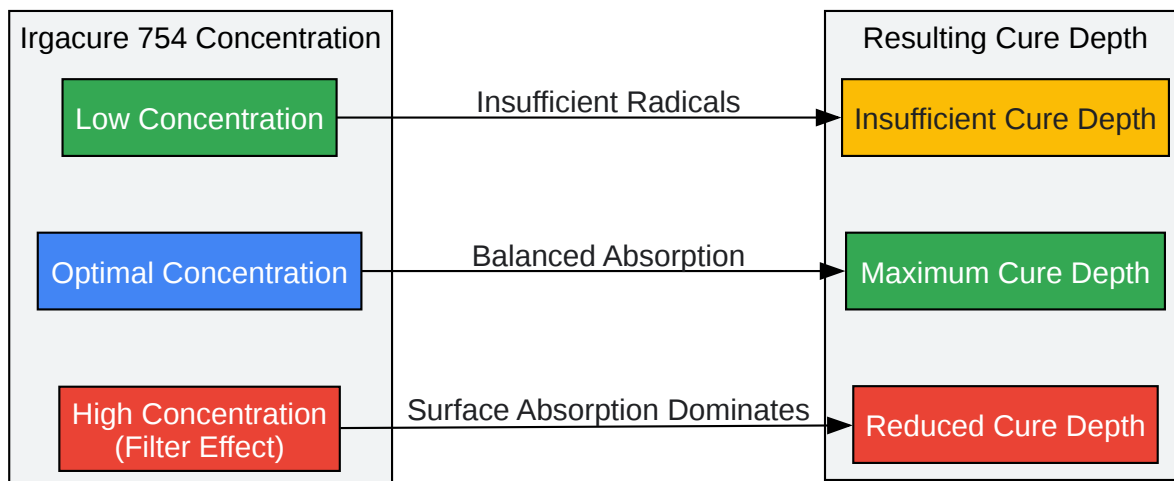 Irgacure 754 Concentration
Resulting Cure Depth
Low Concentration
Insufficient Radicals
Insufficient Cure Depth
Optimal Concentration
Balanced Absorption
Maximum Cure Depth
High Concentration
(Filter Effect)
Surface Absorption Dominates
Reduced Cure Depth